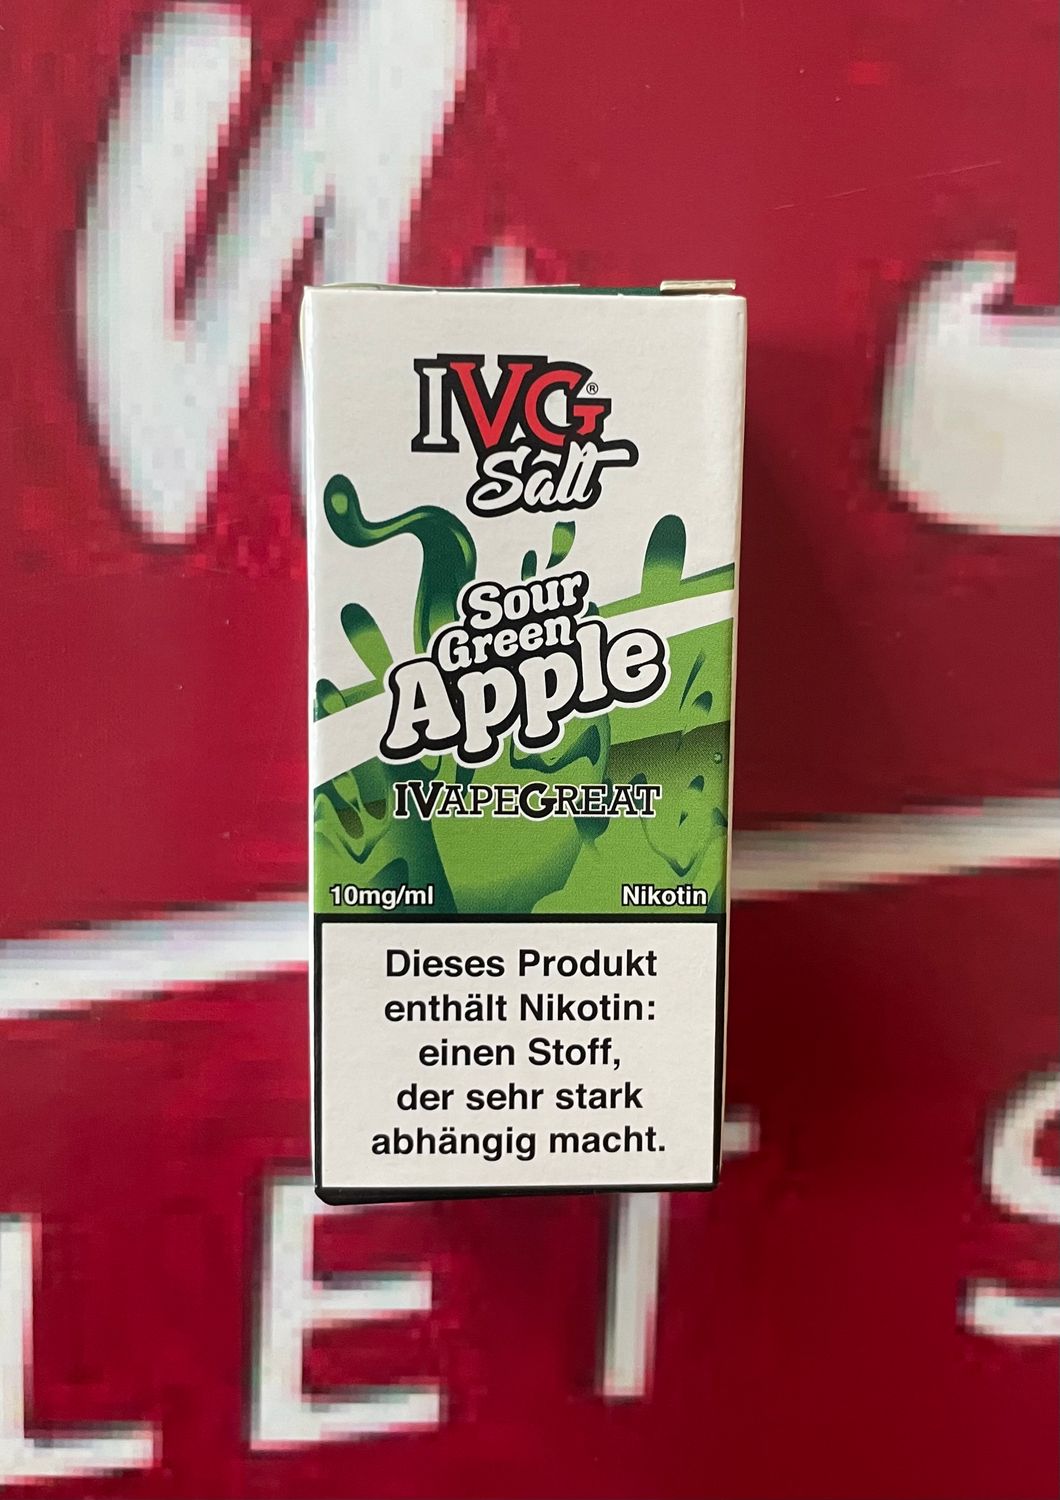 IVG®
Salt
Sour
Green
Apple
IVAPEGREAT
10mg/ml Nikotin
Dieses Produkt
enthält Nikotin:
einen Stoff,
der sehr stark
abhängig macht.
LETS